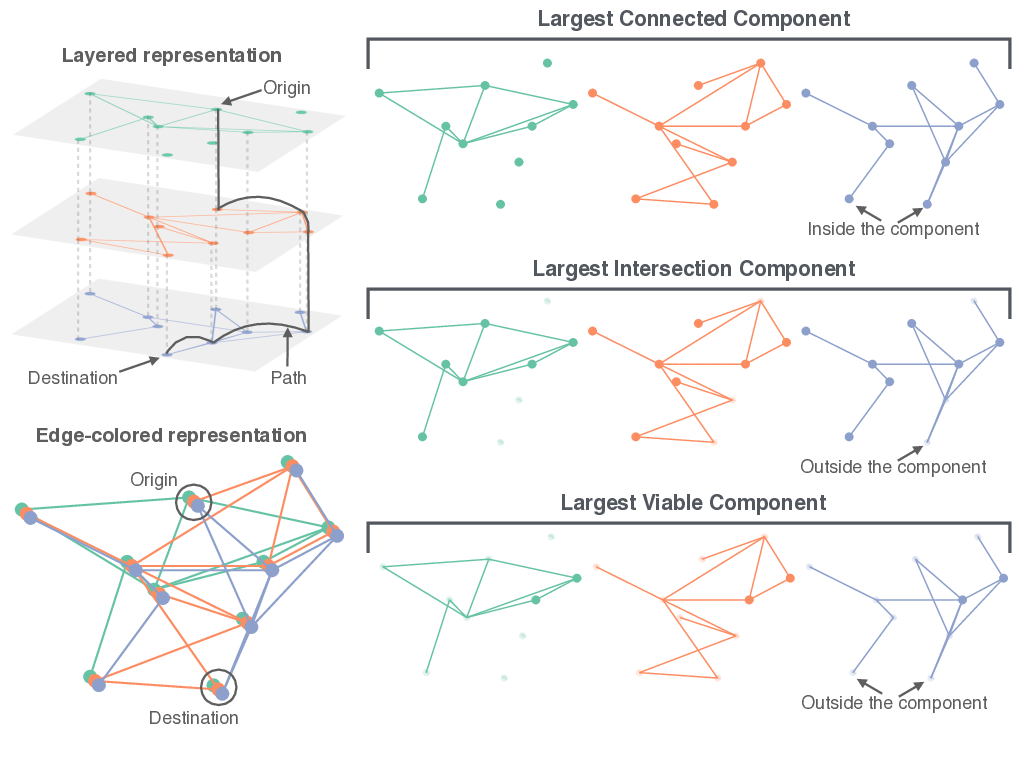 Layered representation
Origin
Destination
Path
Edge-colored representation
Origin
Destination
Largest Connected Component
Inside the component
Largest Intersection Component
Outside the component
Largest Viable Component
Outside the component